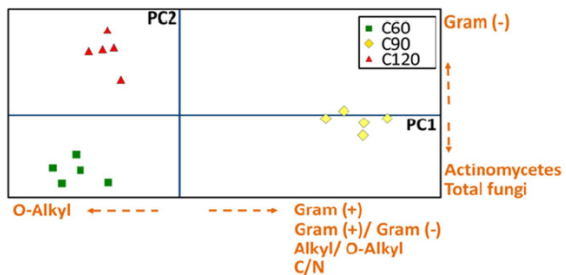 PC2
C60
C90
C120
Gram (-)
PC1
Actinomycetes
Total fungi
O-Alkyl
Gram (+)
Gram (+)/ Gram (-)
Alkyl/ O-Alkyl
C/N